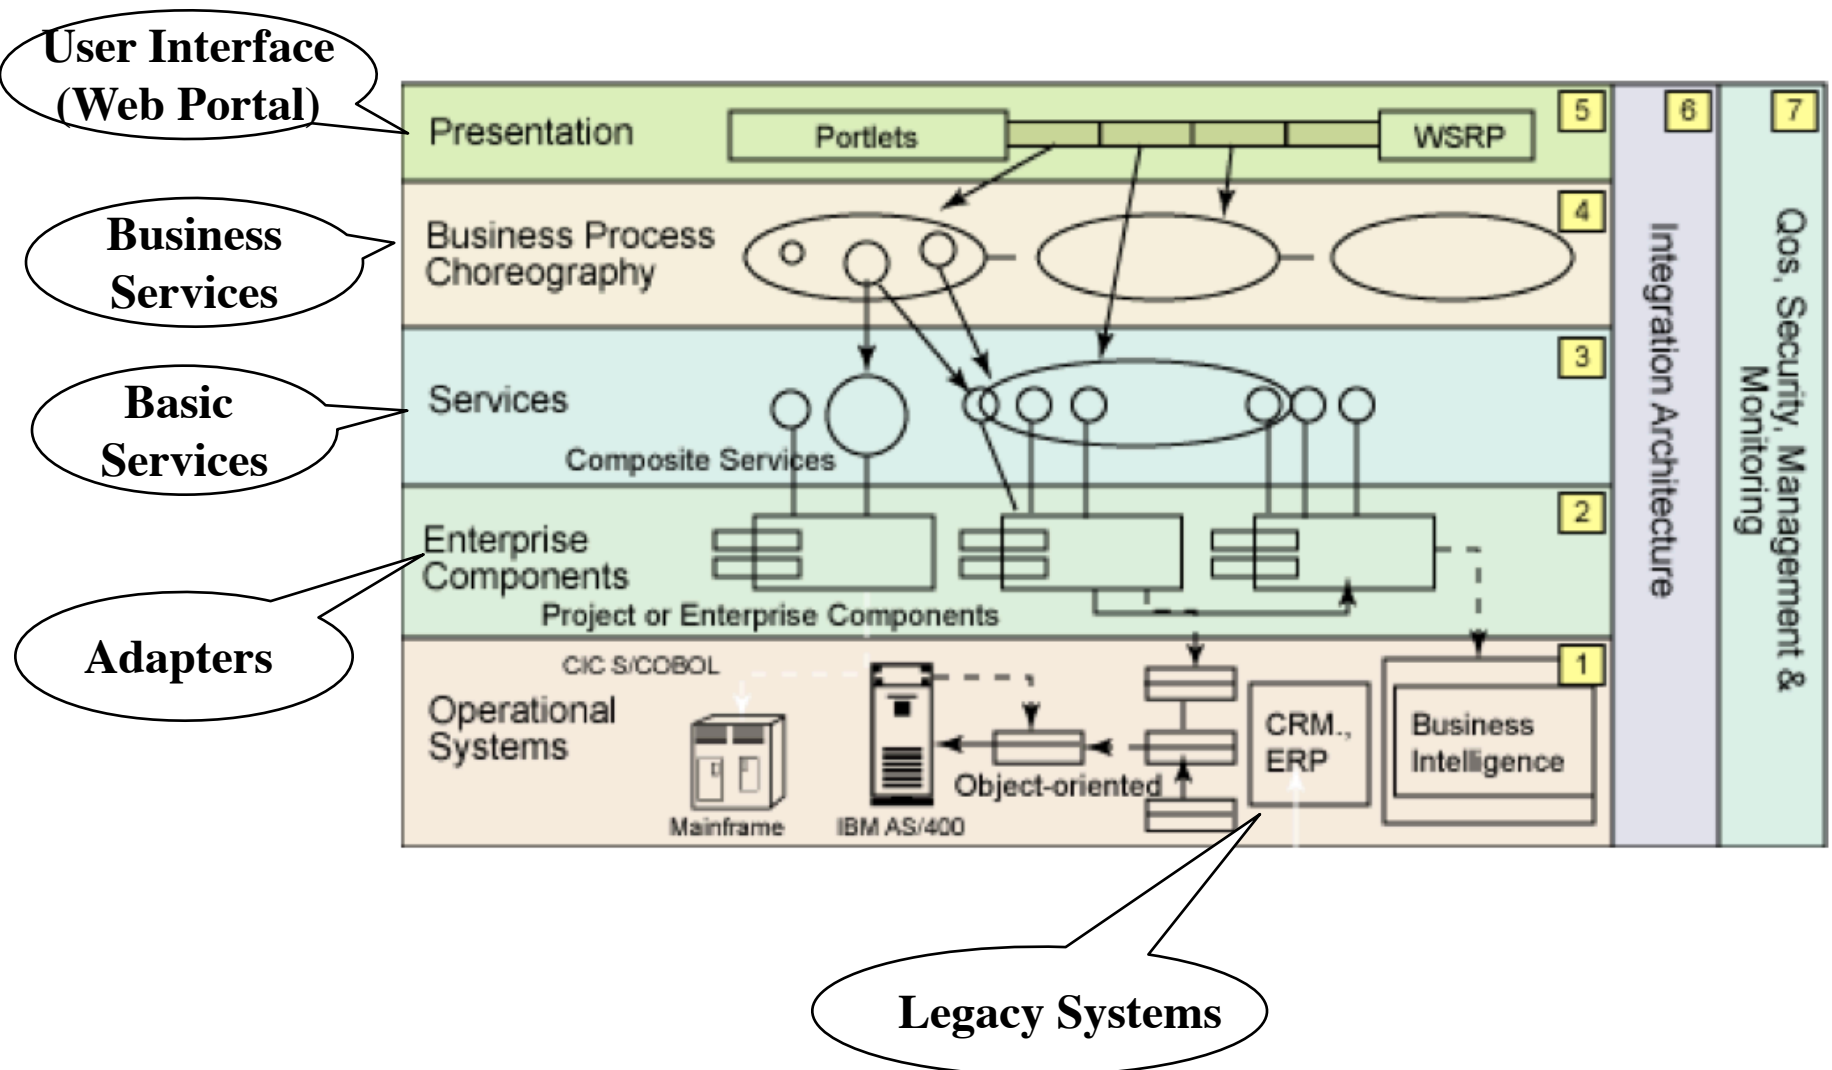 User Interface
(Web Portal)
Presentation
Portlets
WSRP
5
6
7
Business
Services
Business Process
Choreography
4
Basic
Services
Services
Composite Services
3
Integration Architecture
Qos, Security, Management &
Monitoring
Adapters
Enterprise
Components
Project or Enterprise Components
2
CIC S/COBOL
Operational
Systems
Mainframe
IBM AS/400
Object-oriented
CRM.,
ERP
Business
Intelligence
1
Legacy Systems